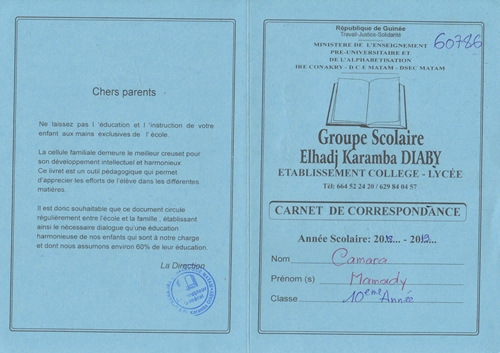 Chers parents
Ne laissez pas l 'éducation et l 'instruction de votre
enfant aux mains exclusives de l' école.
La cellule familiale demeure le meilleur creuset pour
son développement intellectuel et harmonieux.
Ce livret est un outil pédagogique qui permet
d'apprécier les efforts de l'élève dans les différentes
matières.
Il est donc souhaitable que ce document circule
régulièrement entre l'école et la famille , établissant
ainsi le nécessaire dialogue qu'une éducation
harmonieuse de nos enfants qui sont à notre charge
et dont nous assumons environ 60% de leur éducation.
La Direction
République de Guinée
Travail-Justice-Solidarité
60786
MINISTERE DE L'ENSEIGNEMENT
PRE-UNIVERSITAIRE ET
DE L'ALPHABETISATION
IRE CONAKRY - D C E MATAM - DSEC MATAM
Groupe Scolaire
Elhadj Karamba DIABY
ETABLISSEMENT COLLEGE - LYCÉE
Tél: 664 52 24 20 / 629 84 04 57
CARNET DE CORRESPONDANCE
Année Scolaire: 20 - 2019
Nom Camara
Prénom (s) Mamady
Classe 10ème Année